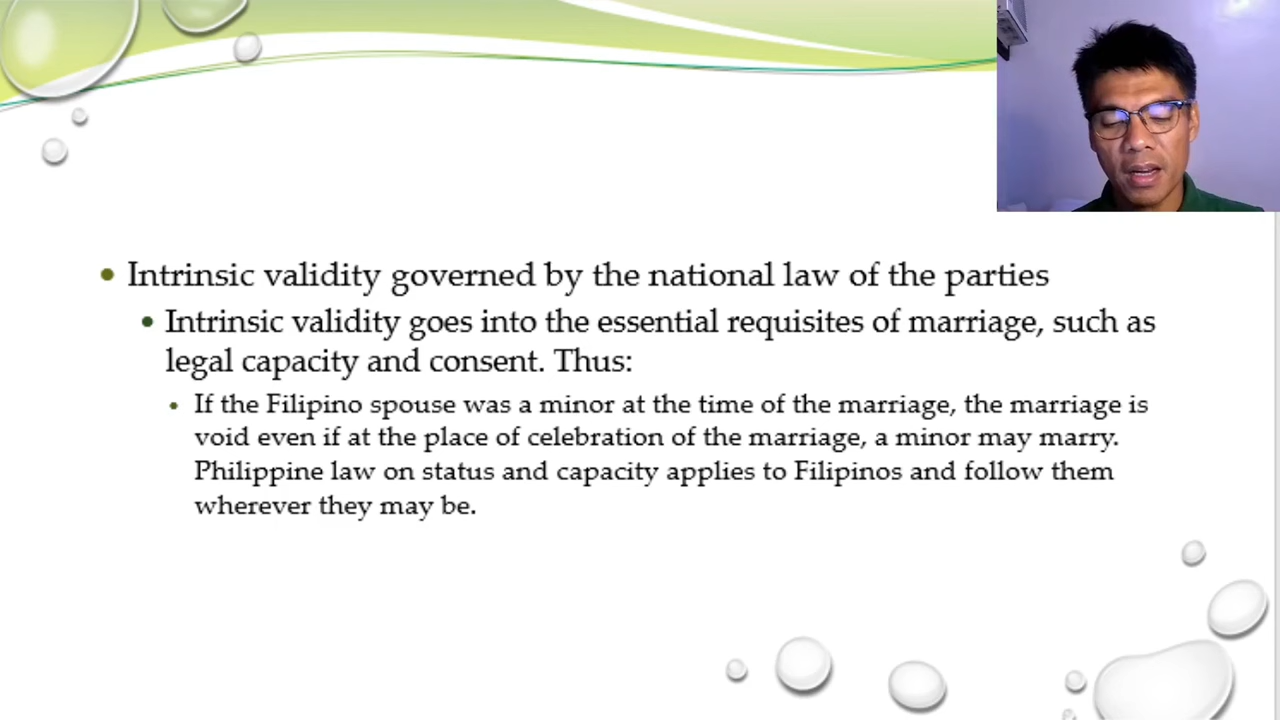 Intrinsic validity governed by the national law of the parties
Intrinsic validity goes into the essential requisites of marriage, such as
legal capacity and consent. Thus:
If the Filipino spouse was a minor at the time of the marriage, the marriage is
void even if at the place of celebration of the marriage, a minor may marry.
Philippine law on status and capacity applies to Filipinos and follow them
wherever they may be.